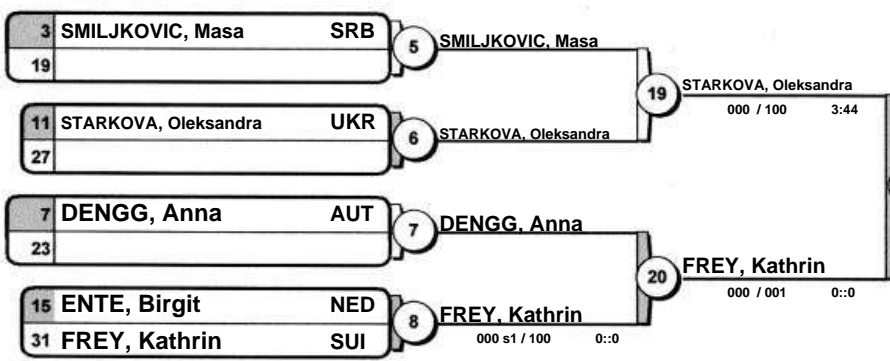 3 SMILJKOVIC, Masa SRB
19
5 SMILJKOVIC, Masa
11 STARKOVA, Oleksandra UKR
27
6 STARKOVA, Oleksandra
19 STARKOVA, Oleksandra
000 / 100 3:44
7 DENGG, Anna AUT
23
7 DENGG, Anna
15 ENTE, Birgit NED
31 FREY, Kathrin SUI
8 FREY, Kathrin
000 s1 / 100 0::0
20 FREY, Kathrin
000 / 001 0::0